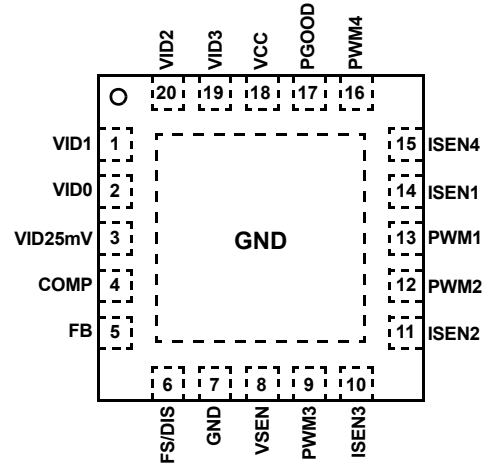 VID2 VID3 VCC PGOOD PWM4
20 19 18 17 16
VID1 1 15 ISEN4
VID0 2 14 ISEN1
VID25mV 3 GND 13 PWM1
COMP 4 12 PWM2
FB 5 11 ISEN2
6 7 8 9 10
FS/DIS GND VSEN PWM3 ISEN3